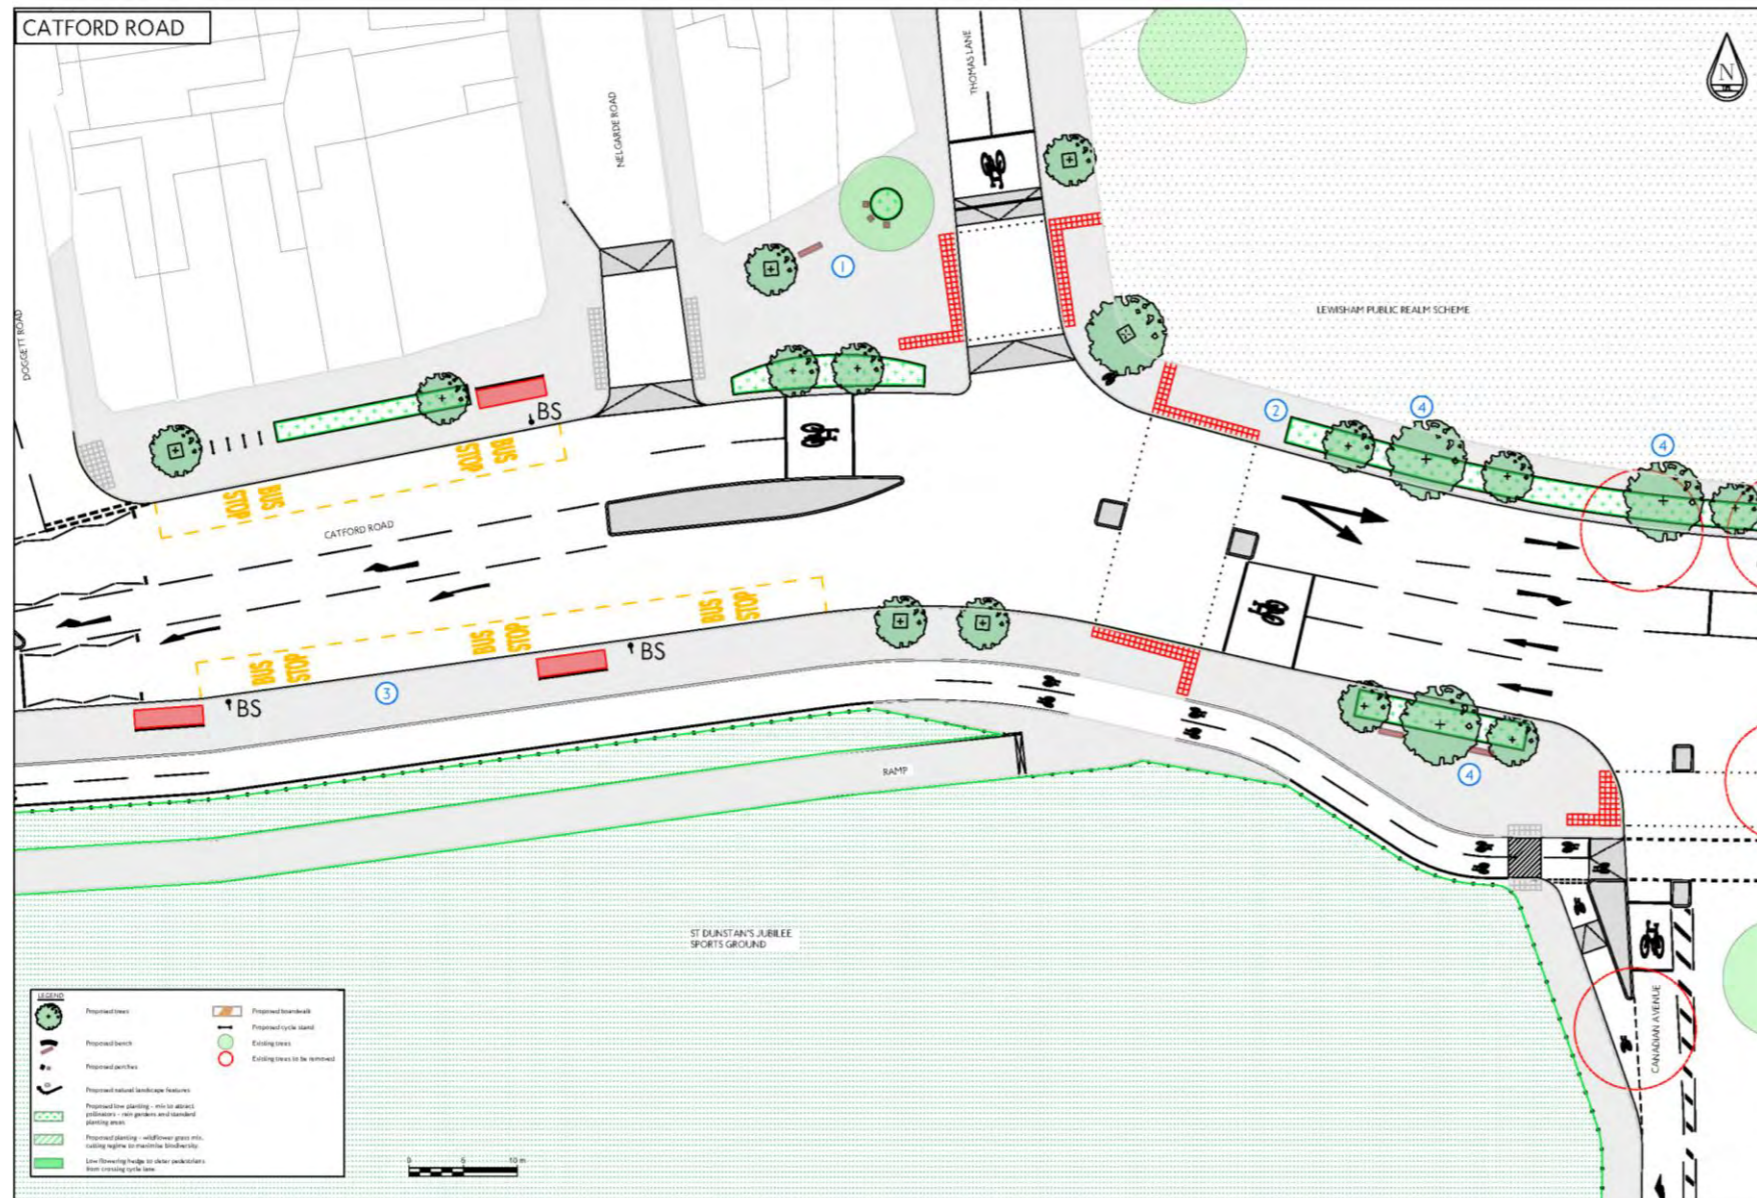 CATFORD ROAD
THOMAS LANE
N
NELGARDE ROAD
1
LEWISHAM PUBLIC REALM SCHEME
DOGGETT ROAD
BS
2
4
4
BUS
STOP
BUS
STOP
CATFORD ROAD
BUS
STOP
BUS
STOP
BUS
STOP
BS
BS
3
4
RAMP
ST DUNSTAN'S JUBILEE
SPORTS GROUND
CANADIAN AVENUE
LEGEND
Proposed trees
Proposed bench
Proposed perches
Proposed natural landscape features
Proposed low planting - mix to attract
pollinators - rain gardens and standard
planting areas
Proposed planting - wildflower grass mix,
cutting regime to maximise biodiversity
Low flowering hedge to deter pedestrians
from crossing cycle lane
Proposed boardwalk
Proposed cycle stand
Existing trees
Existing trees to be removed
0 5 10 m